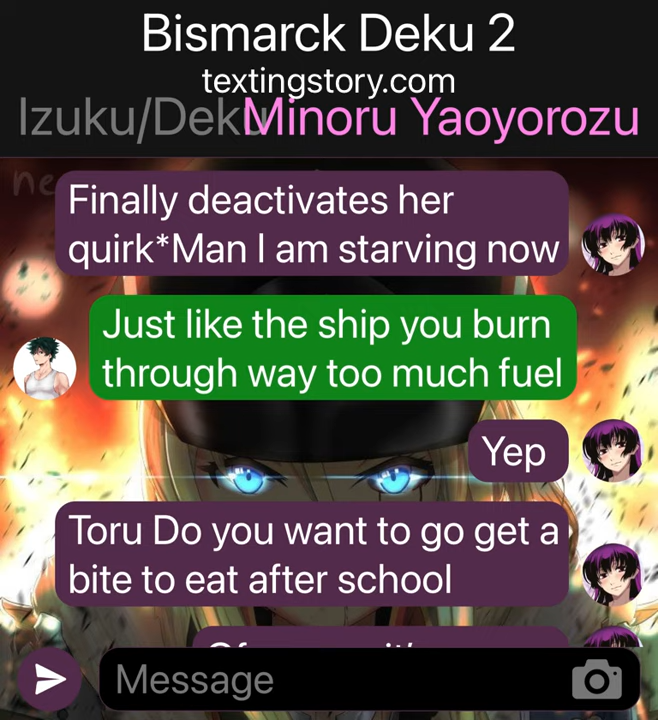 Bismarck Deku 2
textingstory.com
Izuku/Deku Minoru Yaoyorozu
Finally deactivates her
quirk*Man I am starving now
Just like the ship you burn
through way too much fuel
Yep
Toru Do you want to go get a
bite to eat after school
Message